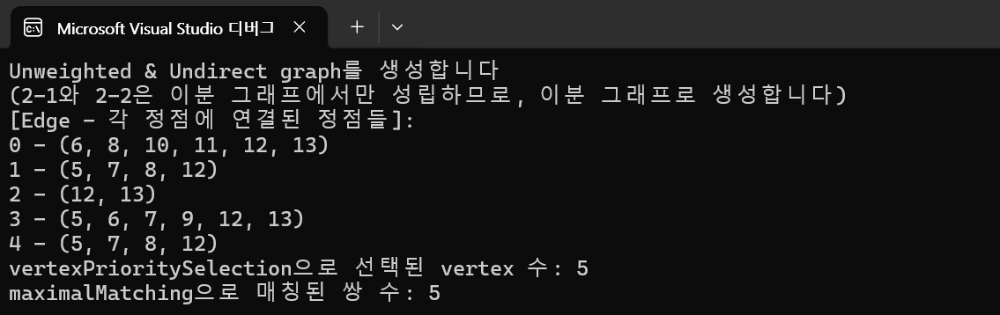 Microsoft Visual Studio 디버그
Unweighted & Undirect graph를 생성합니다
(2-1와 2-2은 이분 그래프에서만 성립하므로, 이분 그래프로 생성합니다)
[Edge - 각 정점에 연결된 정점들]:
0 - (6, 8, 10, 11, 12, 13)
1 - (5, 7, 8, 12)
2 - (12, 13)
3 - (5, 6, 7, 9, 12, 13)
4 - (5, 7, 8, 12)
vertexPrioritySelection으로 선택된 vertex 수: 5
maximalMatching으로 매칭된 쌍 수: 5